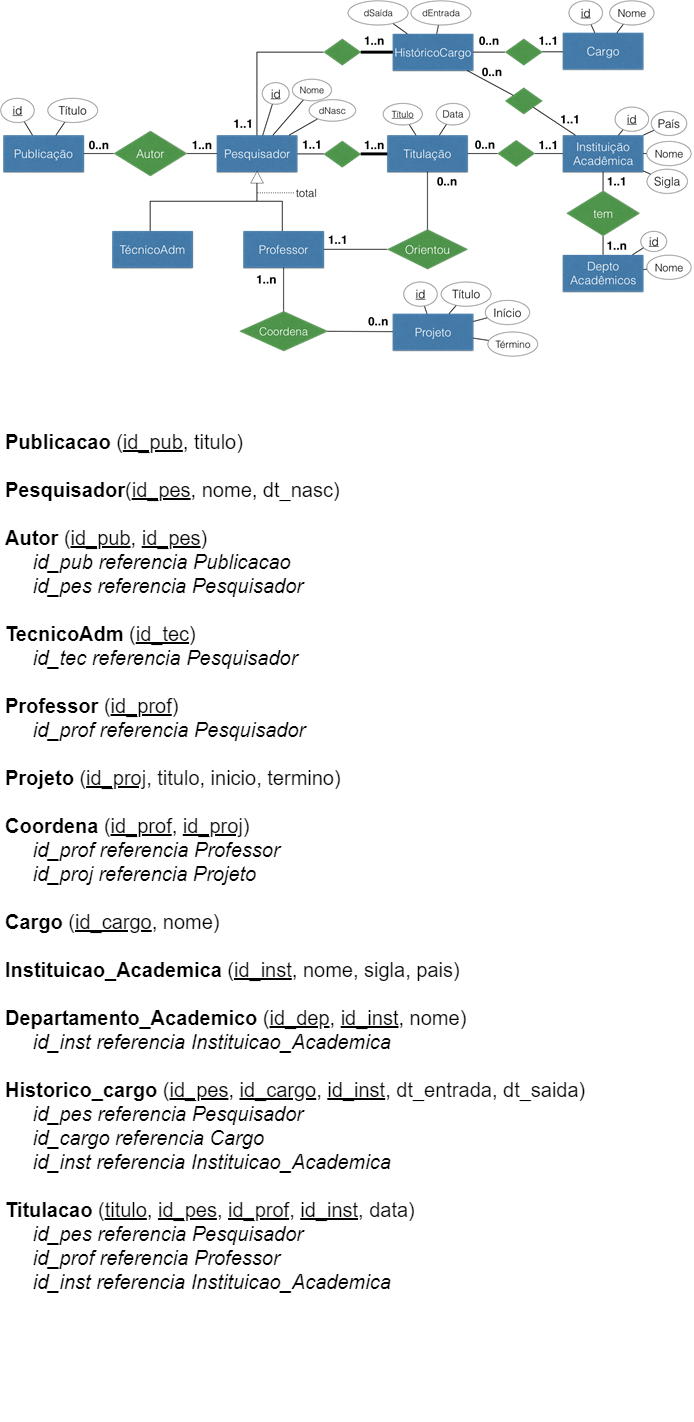 dSaída dEntrada id Nome
1..n HistóricoCargo 0..n 1..1 Cargo
0..n
id Nome dNasc
1..1
id Título
Título Data
1..1
id País
Publicação 0..n Autor 1..n Pesquisador 1..1 1..n Titulação 0..n 1..1 Instituição Acadêmica Nome
Sigla
total
0..n
1..1
tem
TécnicoAdm Professor 1..1 Orientou
1..n
id
Depto Acadêmicos Nome
1..n
id Título
Início
Coordena 0..n Projeto
Término
Publicacao (id_pub, titulo)
Pesquisador(id_pes, nome, dt_nasc)
Autor (id_pub, id_pes)
id_pub referencia Publicacao
id_pes referencia Pesquisador
TecnicoAdm (id_tec)
id_tec referencia Pesquisador
Professor (id_prof)
id_prof referencia Pesquisador
Projeto (id_proj, titulo, inicio, termino)
Coordena (id_prof, id_proj)
id_prof referencia Professor
id_proj referencia Projeto
Cargo (id_cargo, nome)
Instituicao_Academica (id_inst, nome, sigla, pais)
Departamento_Academico (id_dep, id_inst, nome)
id_inst referencia Instituicao_Academica
Historico_cargo (id_pes, id_cargo, id_inst, dt_entrada, dt_saida)
id_pes referencia Pesquisador
id_cargo referencia Cargo
id_inst referencia Instituicao_Academica
Titulacao (titulo, id_pes, id_prof, id_inst, data)
id_pes referencia Pesquisador
id_prof referencia Professor
id_inst referencia Instituicao_Academica